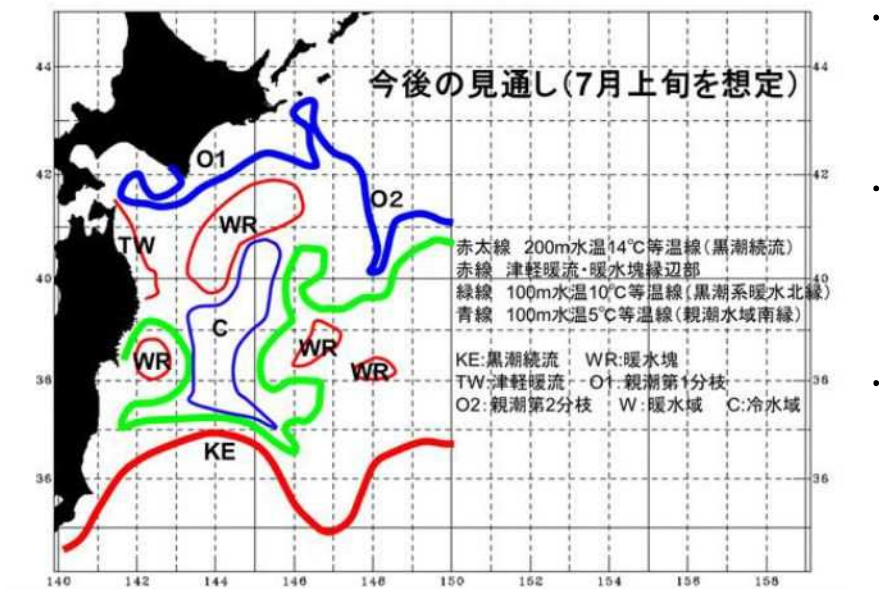 今後の見通し(7月上旬を想定)
44 44
O1
42 42
O2
WR
TW
赤太線 200m水温14℃等温線(黒潮続流)
赤線 津軽暖流・暖水塊縁辺部
40 40
緑線 100m水温10℃等温線(黒潮系暖水北縁)
青線 100m水温5℃等温線(親潮水域南縁)
C
WR
WR
WR
KE:黒潮続流 WR:暖水塊
38 38
TW:津軽暖流 O1:親潮第1分枝
O2:親潮第2分枝 W:暖水域 C:冷水域
KE
36 36
140 142 144 146 148 150 152 154 156 158